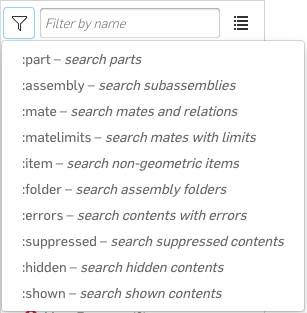 Filter by name
:part – search parts
:assembly – search subassemblies
:mate – search mates and relations
:matelimits – search mates with limits
:item – search non-geometric items
:folder – search assembly folders
:errors – search contents with errors
:suppressed – search suppressed contents
:hidden – search hidden contents
:shown – search shown contents